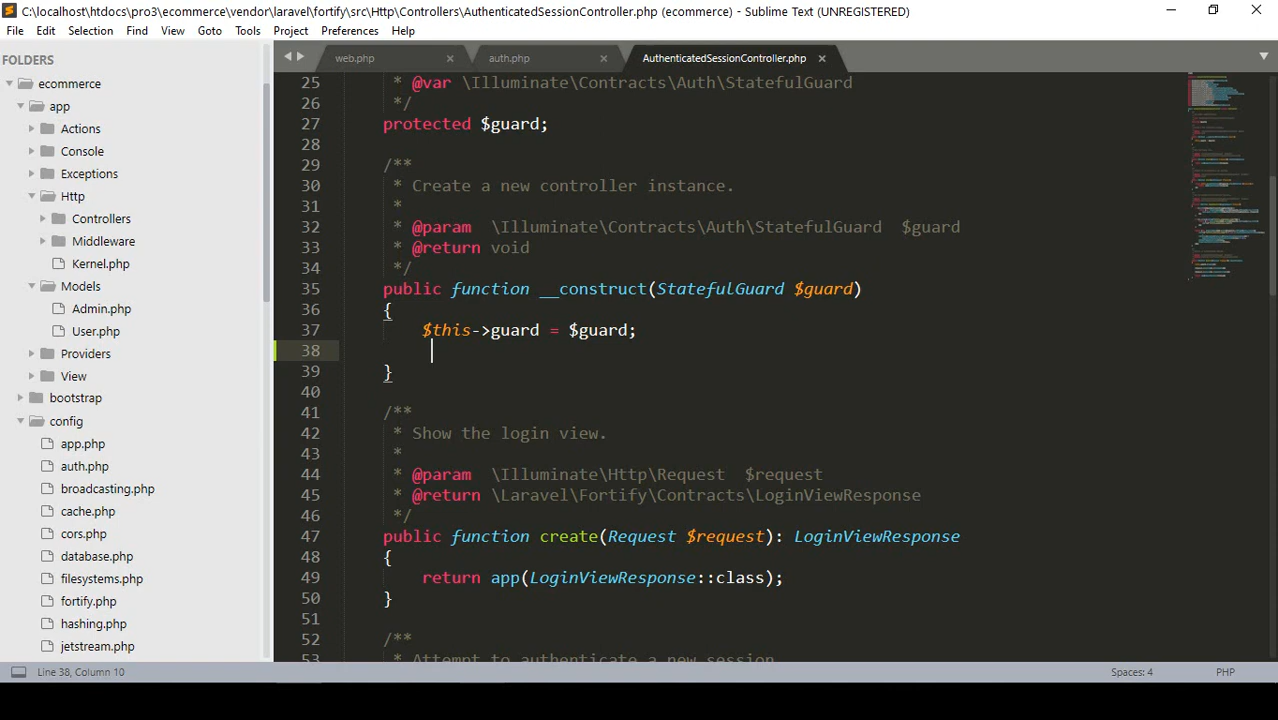 C:\localhost\htdocs\pro3\ecommerce\vendor\laravel\fortify\src\Http\Controllers\AuthenticatedSessionController.php (ecommerce) - Sublime Text (UNREGISTERED)
File Edit Selection Find View Goto Tools Project Preferences Help
FOLDERS
ecommerce
app
Actions
Console
Exceptions
Http
Controllers
Middleware
Kernel.php
Models
Admin.php
User.php
Providers
View
bootstrap
config
app.php
auth.php
broadcasting.php
cache.php
cors.php
database.php
filesystems.php
fortify.php
hashing.php
jetstream.php
web.php auth.php AuthenticatedSessionController.php
25 * @var \Illuminate\Contracts\Auth\StatefulGuard
26 */
27 protected $guard;
28
29 /**
30 * Create a new controller instance.
31 *
32 * @param \Illuminate\Contracts\Auth\StatefulGuard $guard
33 * @return void
34 */
35 public function __construct(StatefulGuard $guard)
36 {
37 $this->guard = $guard;
38
39 }
40
41 /**
42 * Show the login view.
43 *
44 * @param \Illuminate\Http\Request $request
45 * @return \Laravel\Fortify\Contracts\LoginViewResponse
46 */
47 public function create(Request $request): LoginViewResponse
48 {
49 return app(LoginViewResponse::class);
50 }
51
52 /**
53 * Attempt to authenticate a new session
Line 38, Column 10 Spaces: 4 PHP